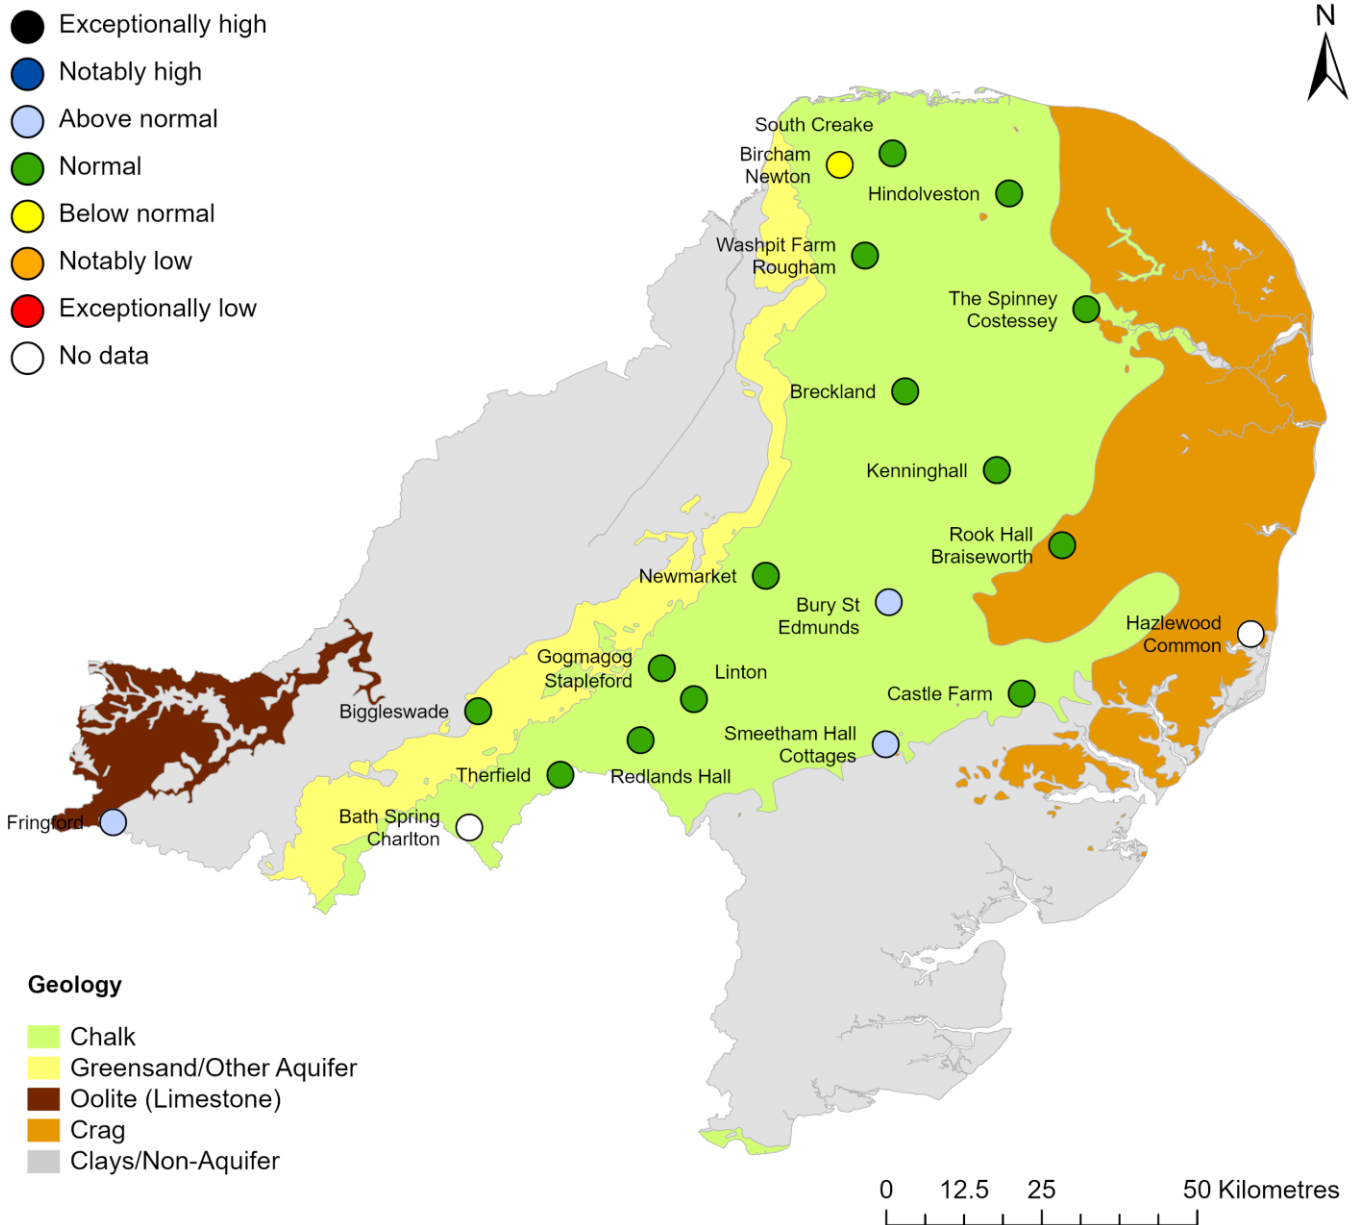 Exceptionally high
Notably high
Above normal
Normal
Below normal
Notably low
Exceptionally low
No data
N
South Creake
Bircham
Newton
Hindolveston
Washpit Farm
Rougham
The Spinney
Costessey
Breckland
Kenninghall
Rook Hall
Braiseworth
Newmarket
Bury St
Edmunds
Hazlewood
Common
Gogmagog
Stapleford
Linton
Castle Farm
Biggleswade
Smeetham Hall
Cottages
Therfield
Redlands Hall
Fringford
Bath Spring
Charlton
Geology
Chalk
Greensand/Other Aquifer
Oolite (Limestone)
Crag
Clays/Non-Aquifer
0 12.5 25 50 Kilometres